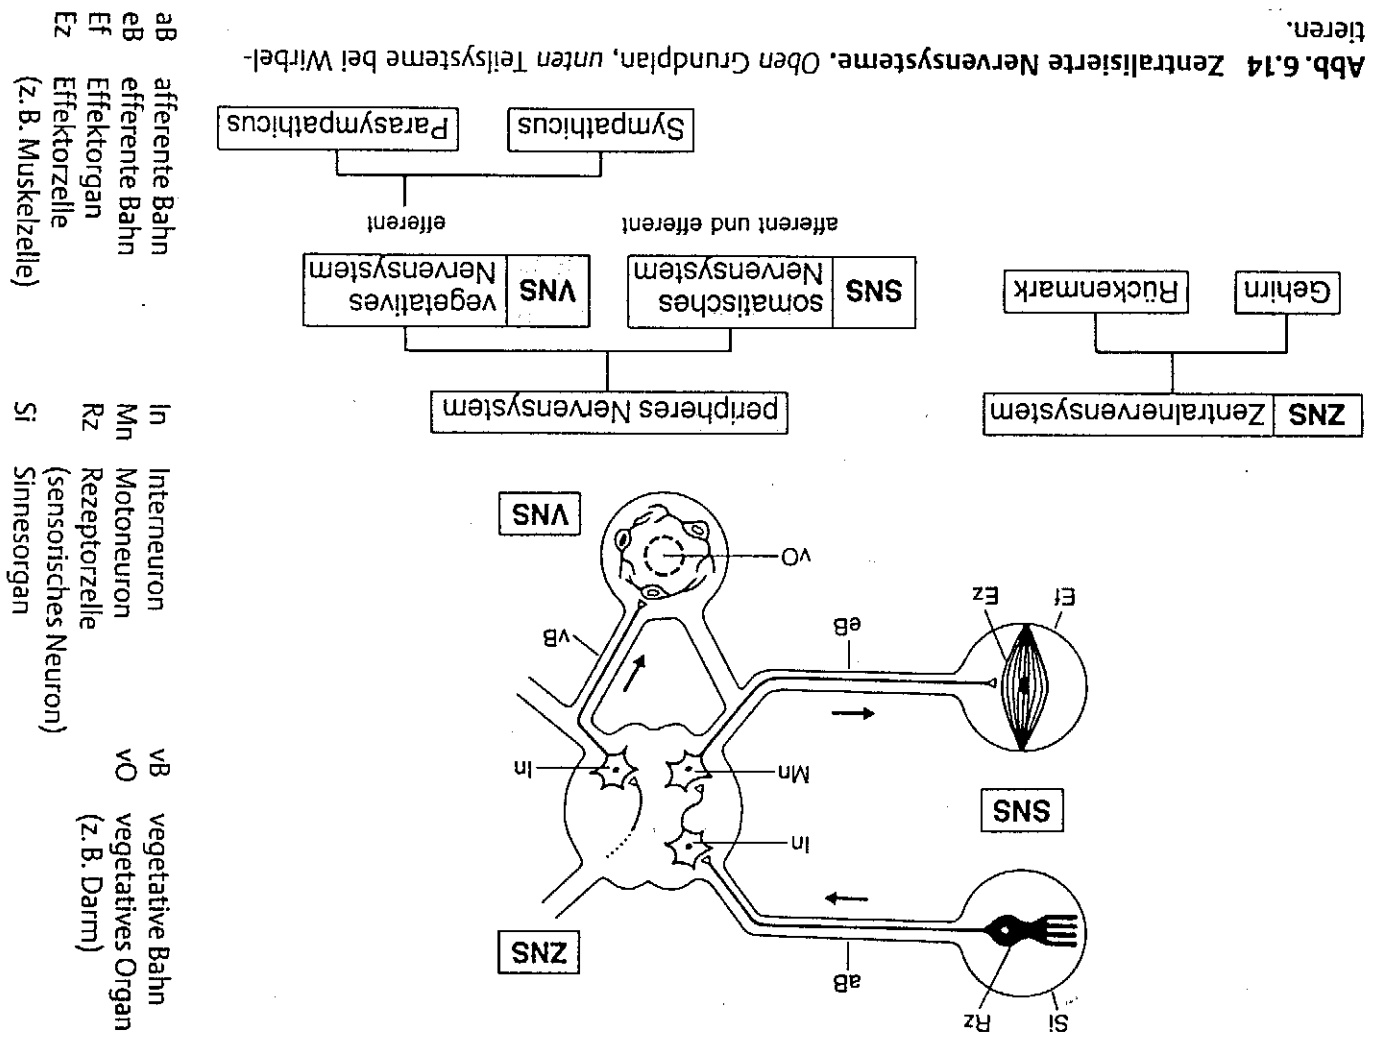 Si
Rz
aB
ZNS
In
SNS
Mn
In
eB
vB
Ef
Ez
vO
VNS
ZNS Zentralnervensystem
peripheres Nervensystem
Gehirn
Rückenmark
SNS
somatisches
Nervensystem
VNS
vegetatives
Nervensystem
afferent und efferent
efferent
Sympathicus
Parasympathicus
Abb. 6.14 Zentralisierte Nervensysteme. Oben Grundplan, unten Teilsysteme bei Wirbel-
tieren.
aB afferente Bahn
eB efferente Bahn
Ef Effektorgan
Ez Effektorzelle
(z. B. Muskelzelle)
In Interneuron
Mn Motoneuron
Rz Rezeptorzelle
(sensorisches Neuron)
Si Sinnesorgan
vB vegetative Bahn
vO vegetatives Organ
(z. B. Darm)